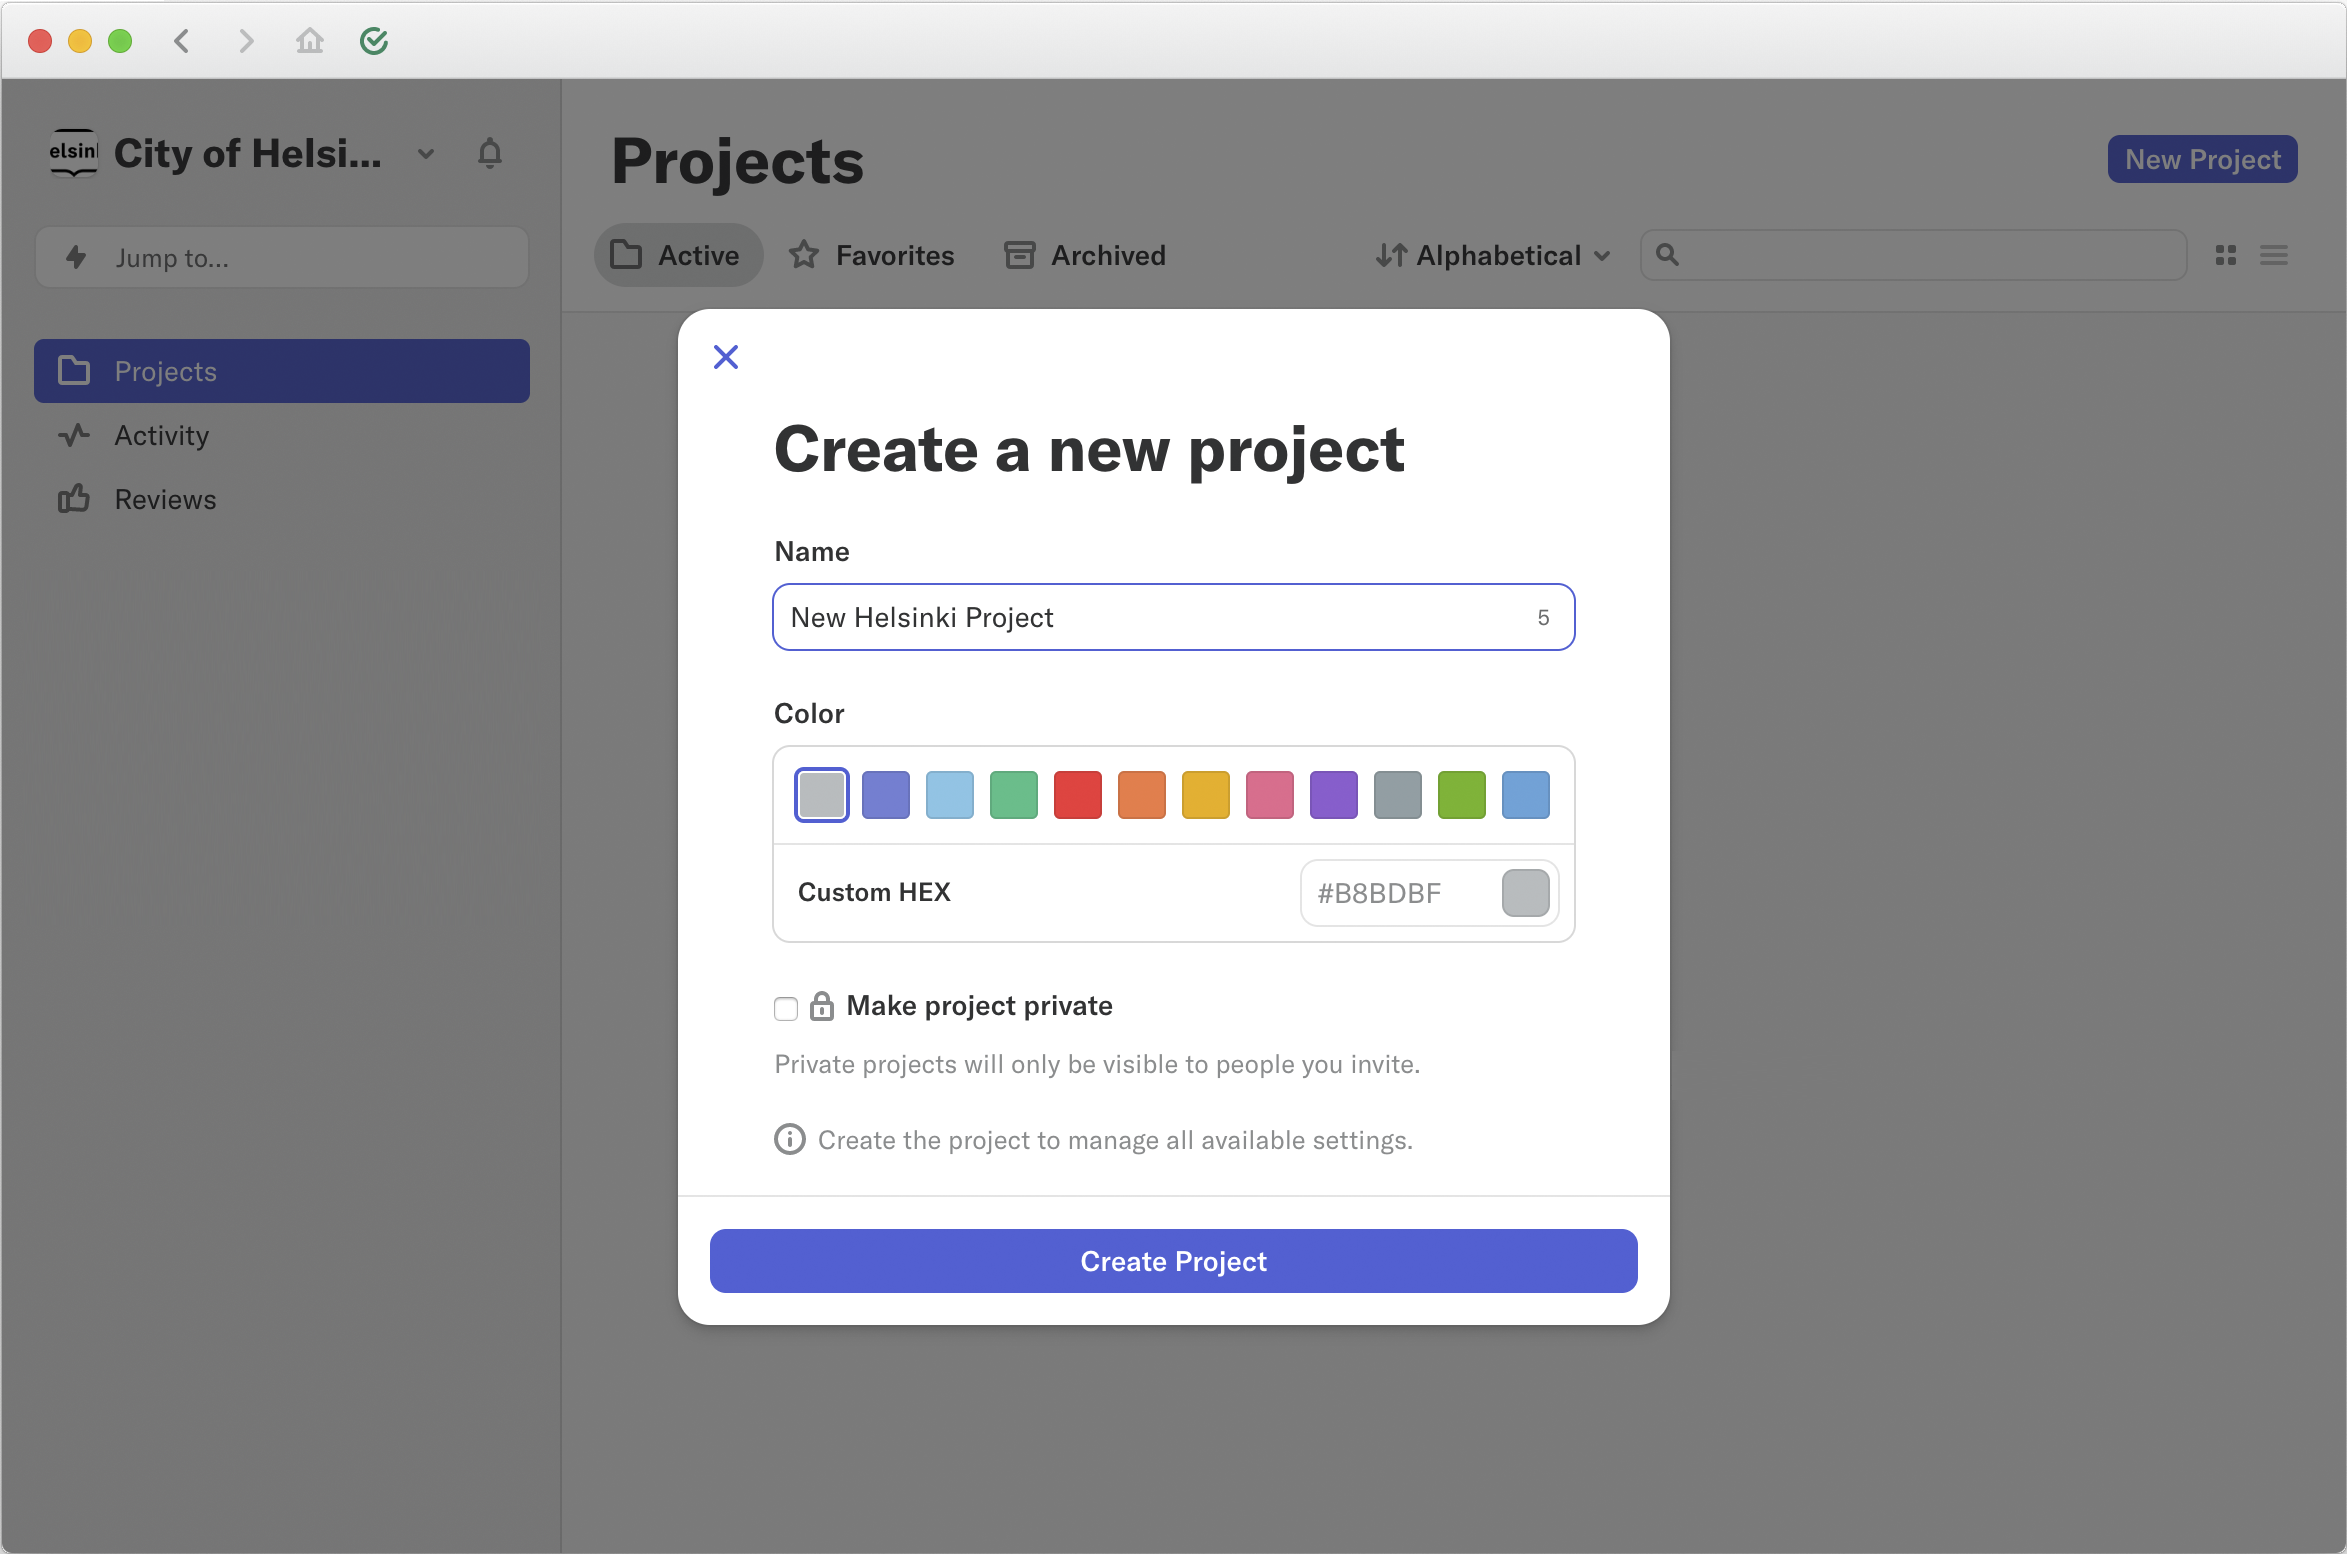 elsinl
City of Helsi...
Jump to...
Projects
Activity
Reviews
Projects
New Project
Active
Favorites
Archived
Alphabetical
Create a new project
Name
New Helsinki Project
5
Color
Custom HEX
#B8BDBF
Make project private
Private projects will only be visible to people you invite.
Create the project to manage all available settings.
Create Project